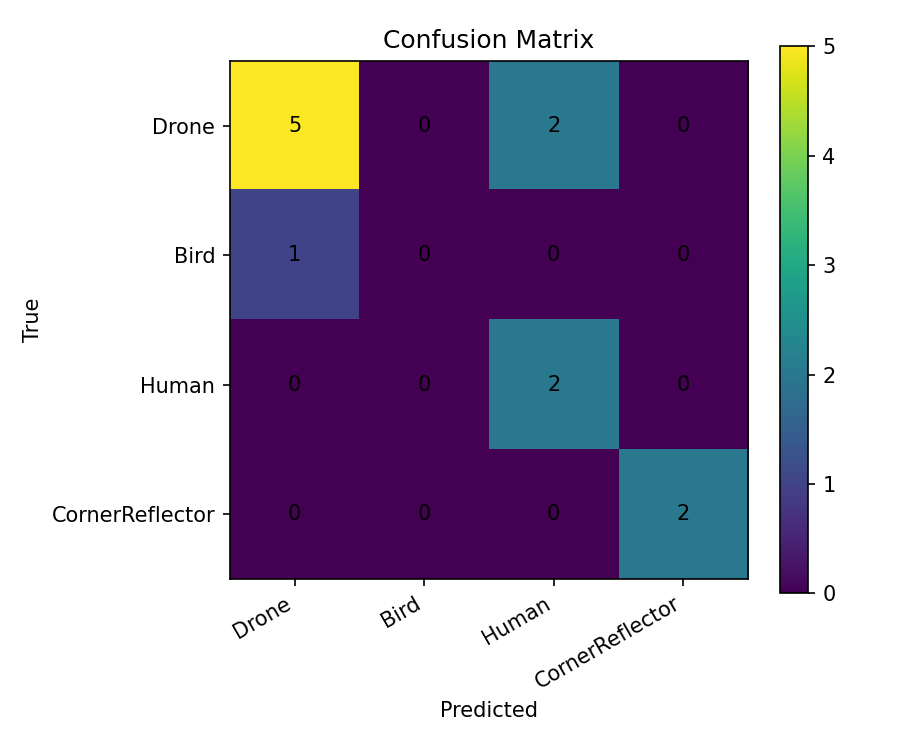 Confusion Matrix
5
Drone 5 0 2 0
4
Bird 1 0 0 0
3
True
2
Human 0 0 2 0
1
CornerReflector 0 0 0 2
0
Drone Bird Human CornerReflector
Predicted